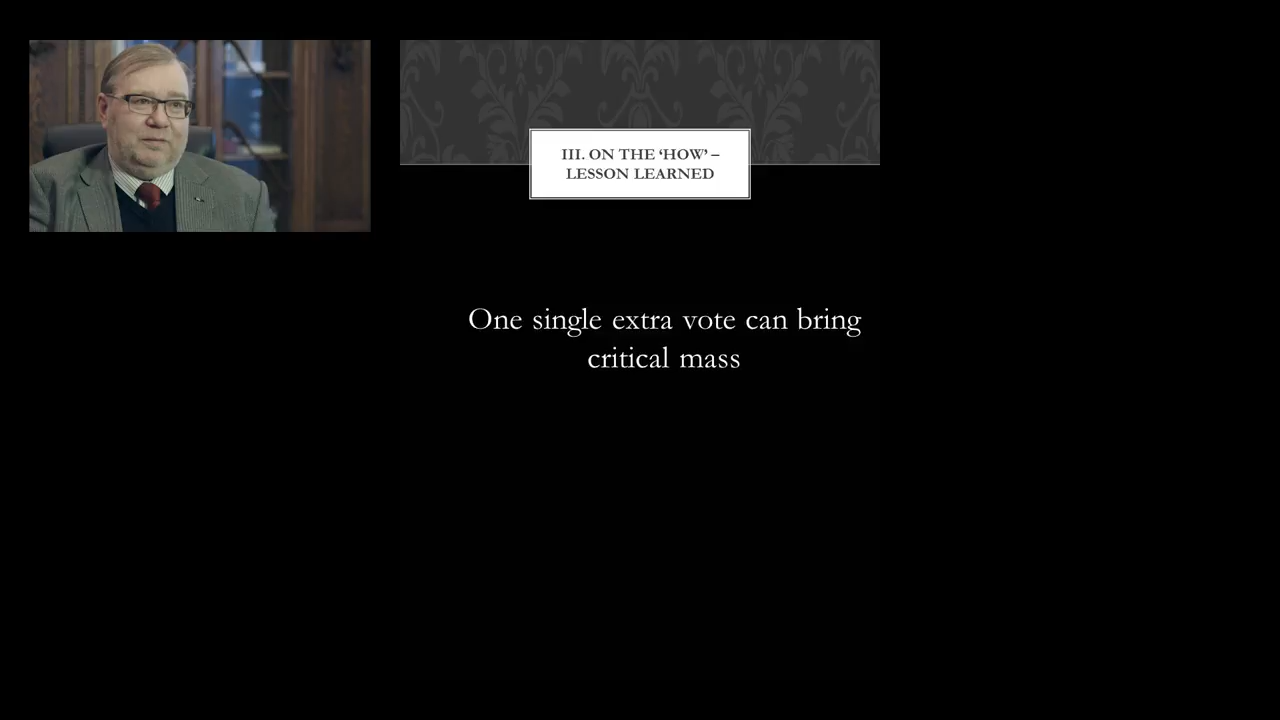 III. ON THE ‘HOW’ –
LESSON LEARNED
One single extra vote can bring
critical mass